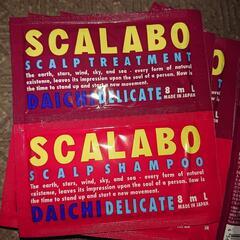 SCALABO
SCALP TREATMENT
The earth, stars, wind, sky, and sea - every form of natural
existence, leaves its impression upon the soul of a person. Now is
the time to stand up and start a new movement.
DAICHI DELICATE 8 mL
MADE IN JAPAN
SCALABO
SCALP SHAMPOO
The earth, stars, wind, sky, and sea - every form of natural
existence, leaves its impression upon the soul of a person. Now is
the time to stand up and start a new movement.
DAICHI DELICATE 8 mL
MADE IN JAPAN